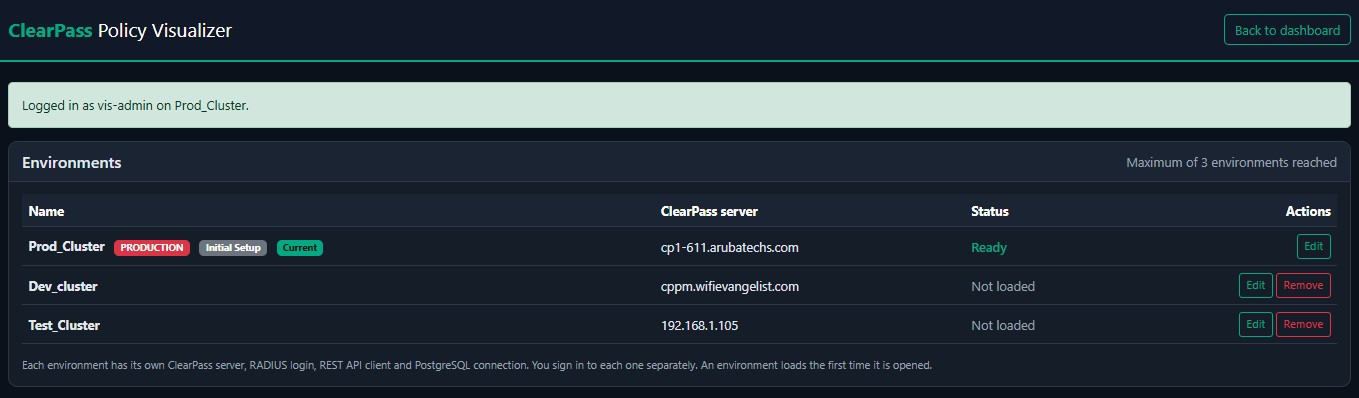 ClearPass Policy Visualizer
Back to dashboard
Logged in as vis-admin on Prod_Cluster.
Environments
Maximum of 3 environments reached
Name ClearPass server Status Actions
Prod_Cluster PRODUCTION Initial Setup Current cp1-611.arubatechs.com Ready Edit
Dev_cluster cppm.wifievangelist.com Not loaded Edit Remove
Test_Cluster 192.168.1.105 Not loaded Edit Remove
Each environment has its own ClearPass server, RADIUS login, REST API client and PostgreSQL connection. You sign in to each one separately. An environment loads the first time it is opened.